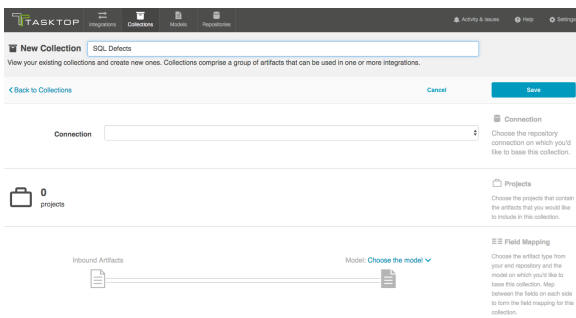 TASKTOP
Integrations
Collections
Models
Repositories
Activity & Issues
Help
Settings
New Collection
SQL Defects
View your existing collections and create new ones. Collections comprise a group of artifacts that can be used in one or more integrations.
Back to Collections
Cancel
Save
Connection
Connection
Choose the repository
connection on which you'd
like to base this collection.
0
projects
Projects
Choose the projects that contain
the artifacts that you would like
to include in this collection.
Inbound Artifacts
Model: Choose the model
Field Mapping
Choose the artifact type from
your end repository and the
model on which you'd like to
base this collection. Map
between the fields on each side
to form the field mapping for this
collection.